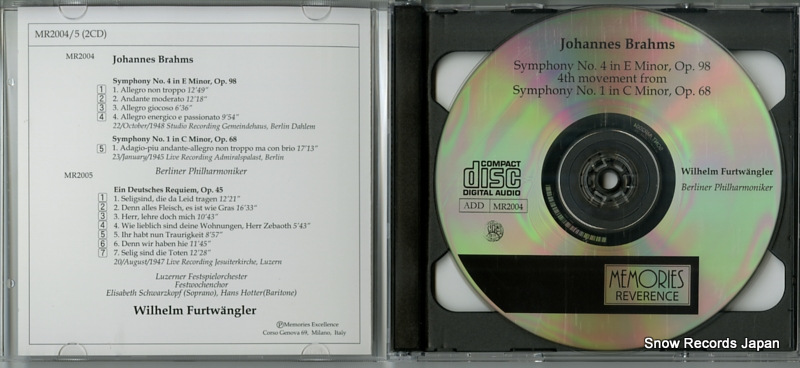 MR2004/5 (2CD)
MR2004 Johannes Brahms
Symphony No. 4 in E Minor, Op. 98
1 1. Allegro non troppo 12'49"
2 2. Andante moderato 12'18"
3 3. Allegro giocoso 6'36"
4 4. Allegro energico e passionato 9'54"
22/October/1948 Studio Recording Gemeindehaus, Berlin Dahlem
Symphony No. 1 in C Minor, Op. 68
5 1. Adagio-piu andante-allegro non troppo ma con brio 17'13"
23/January/1945 Live Recording Admiralspalast, Berlin
Berliner Philharmoniker
MR2005
Ein Deutsches Requiem, Op. 45
1 1. Seligsind, die da Leid tragen 12'21"
2 2. Denn alles Fleisch, es ist wie Gras 16'33"
3 3. Herr, lehre doch mich 10'43"
4 4. Wie lieblich sind deine Wohnungen, Herr Zebaoth 5'43"
5 5. Ihr habt nun Traurigkeit 8'57"
6 6. Denn wir haben hie 11'45"
7 7. Selig sind die Toten 12'28"
20/August/1947 Live Recording Jesuiterkirche, Luzern
Luzerner Festspielorchester
Festwochenchor
Elisabeth Schwarzkopf (Soprano), Hans Hotter(Baritone)
Wilhelm Furtwängler
ⓟMemories Excellence
Corso Genova 69, Milano, Italy
Johannes Brahms
Symphony No. 4 in E Minor, Op. 98
4th movement from
Symphony No. 1 in C Minor, Op. 68
COMPACT
disc
DIGITAL AUDIO
ADD MR2004
Wilhelm Furtwängler
Berliner Philharmoniker
MEMORIES
REVERENCE
Snow Records Japan